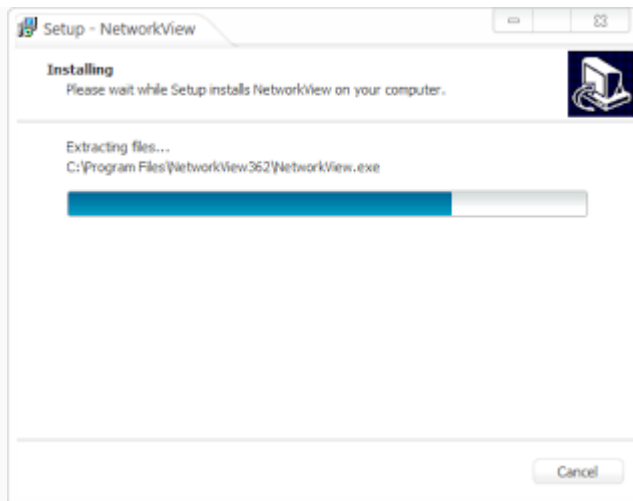 Setup - NetworkView
Installing
Please wait while Setup installs NetworkView on your computer.
Extracting files...
C:\Program Files\NetworkView362\NetworkView.exe
Cancel